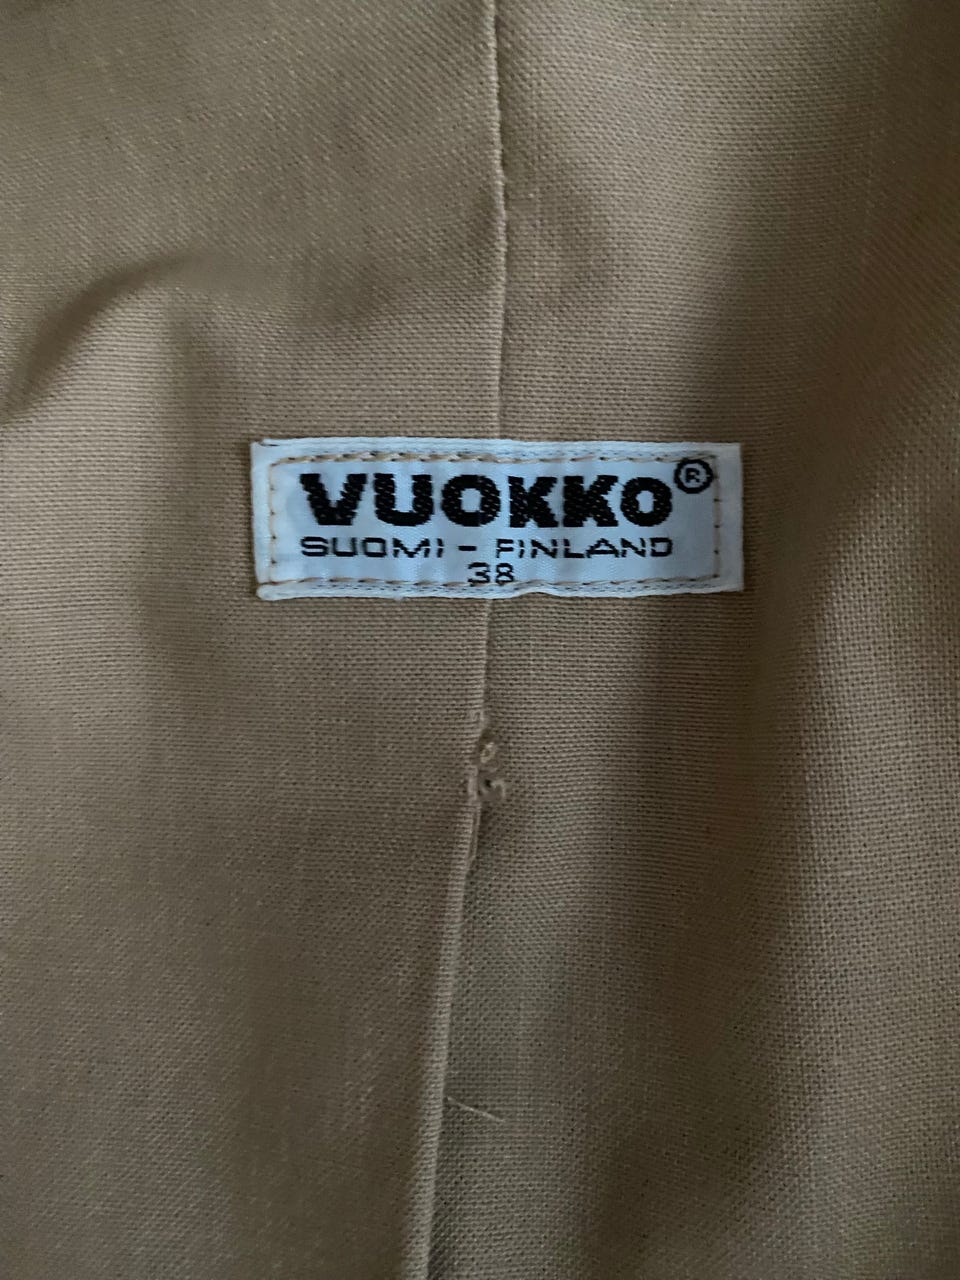 VUOKKO®
SUOMI - FINLAND
38